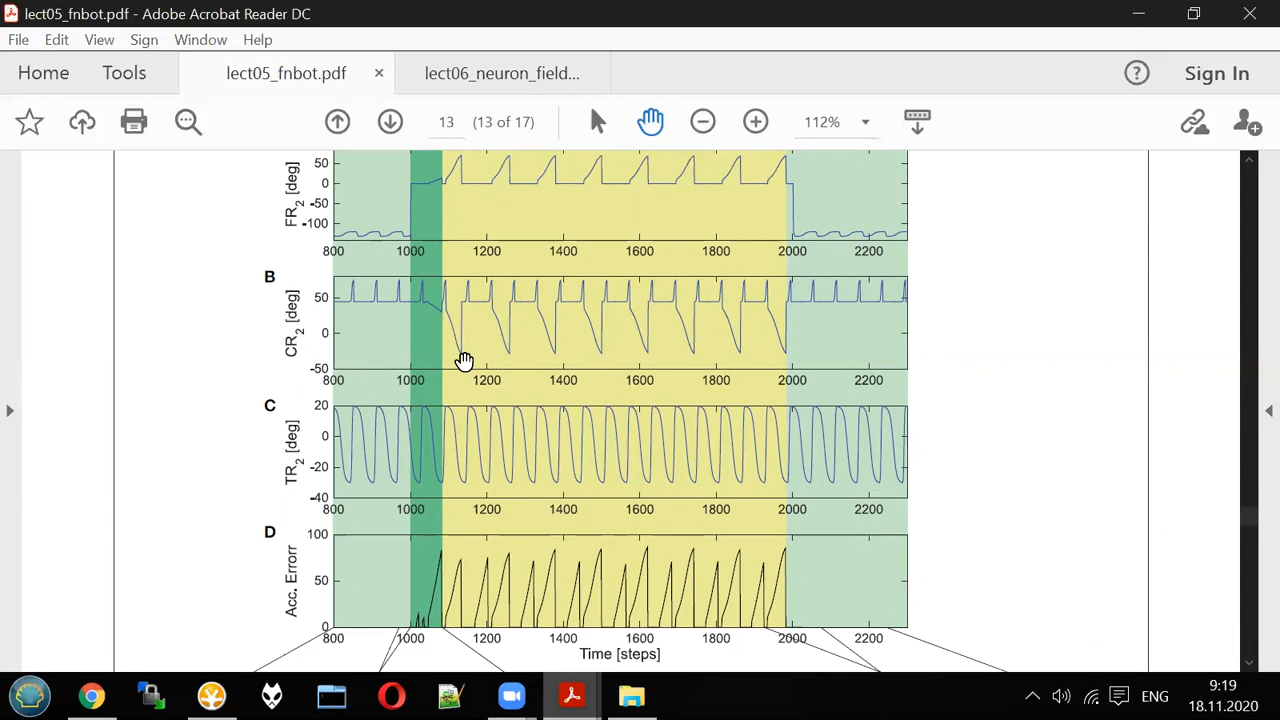 lect05_fnbot.pdf - Adobe Acrobat Reader DC
File Edit View Sign Window Help
Home Tools lect05_fnbot.pdf × lect06_neuron_field... ? Sign In
13 (13 of 17) 112%
FR2 [deg]
50
0
-50
-100
800 1000 1200 1400 1600 1800 2000 2200
B
CR2 [deg]
50
0
-50
800 1000 1200 1400 1600 1800 2000 2200
C
TR2 [deg]
20
0
-20
-40
800 1000 1200 1400 1600 1800 2000 2200
D
Acc. Erorr
100
50
0
800 1000 1200 1400 1600 1800 2000 2200
Time [steps]
ENG
9:19
18.11.2020